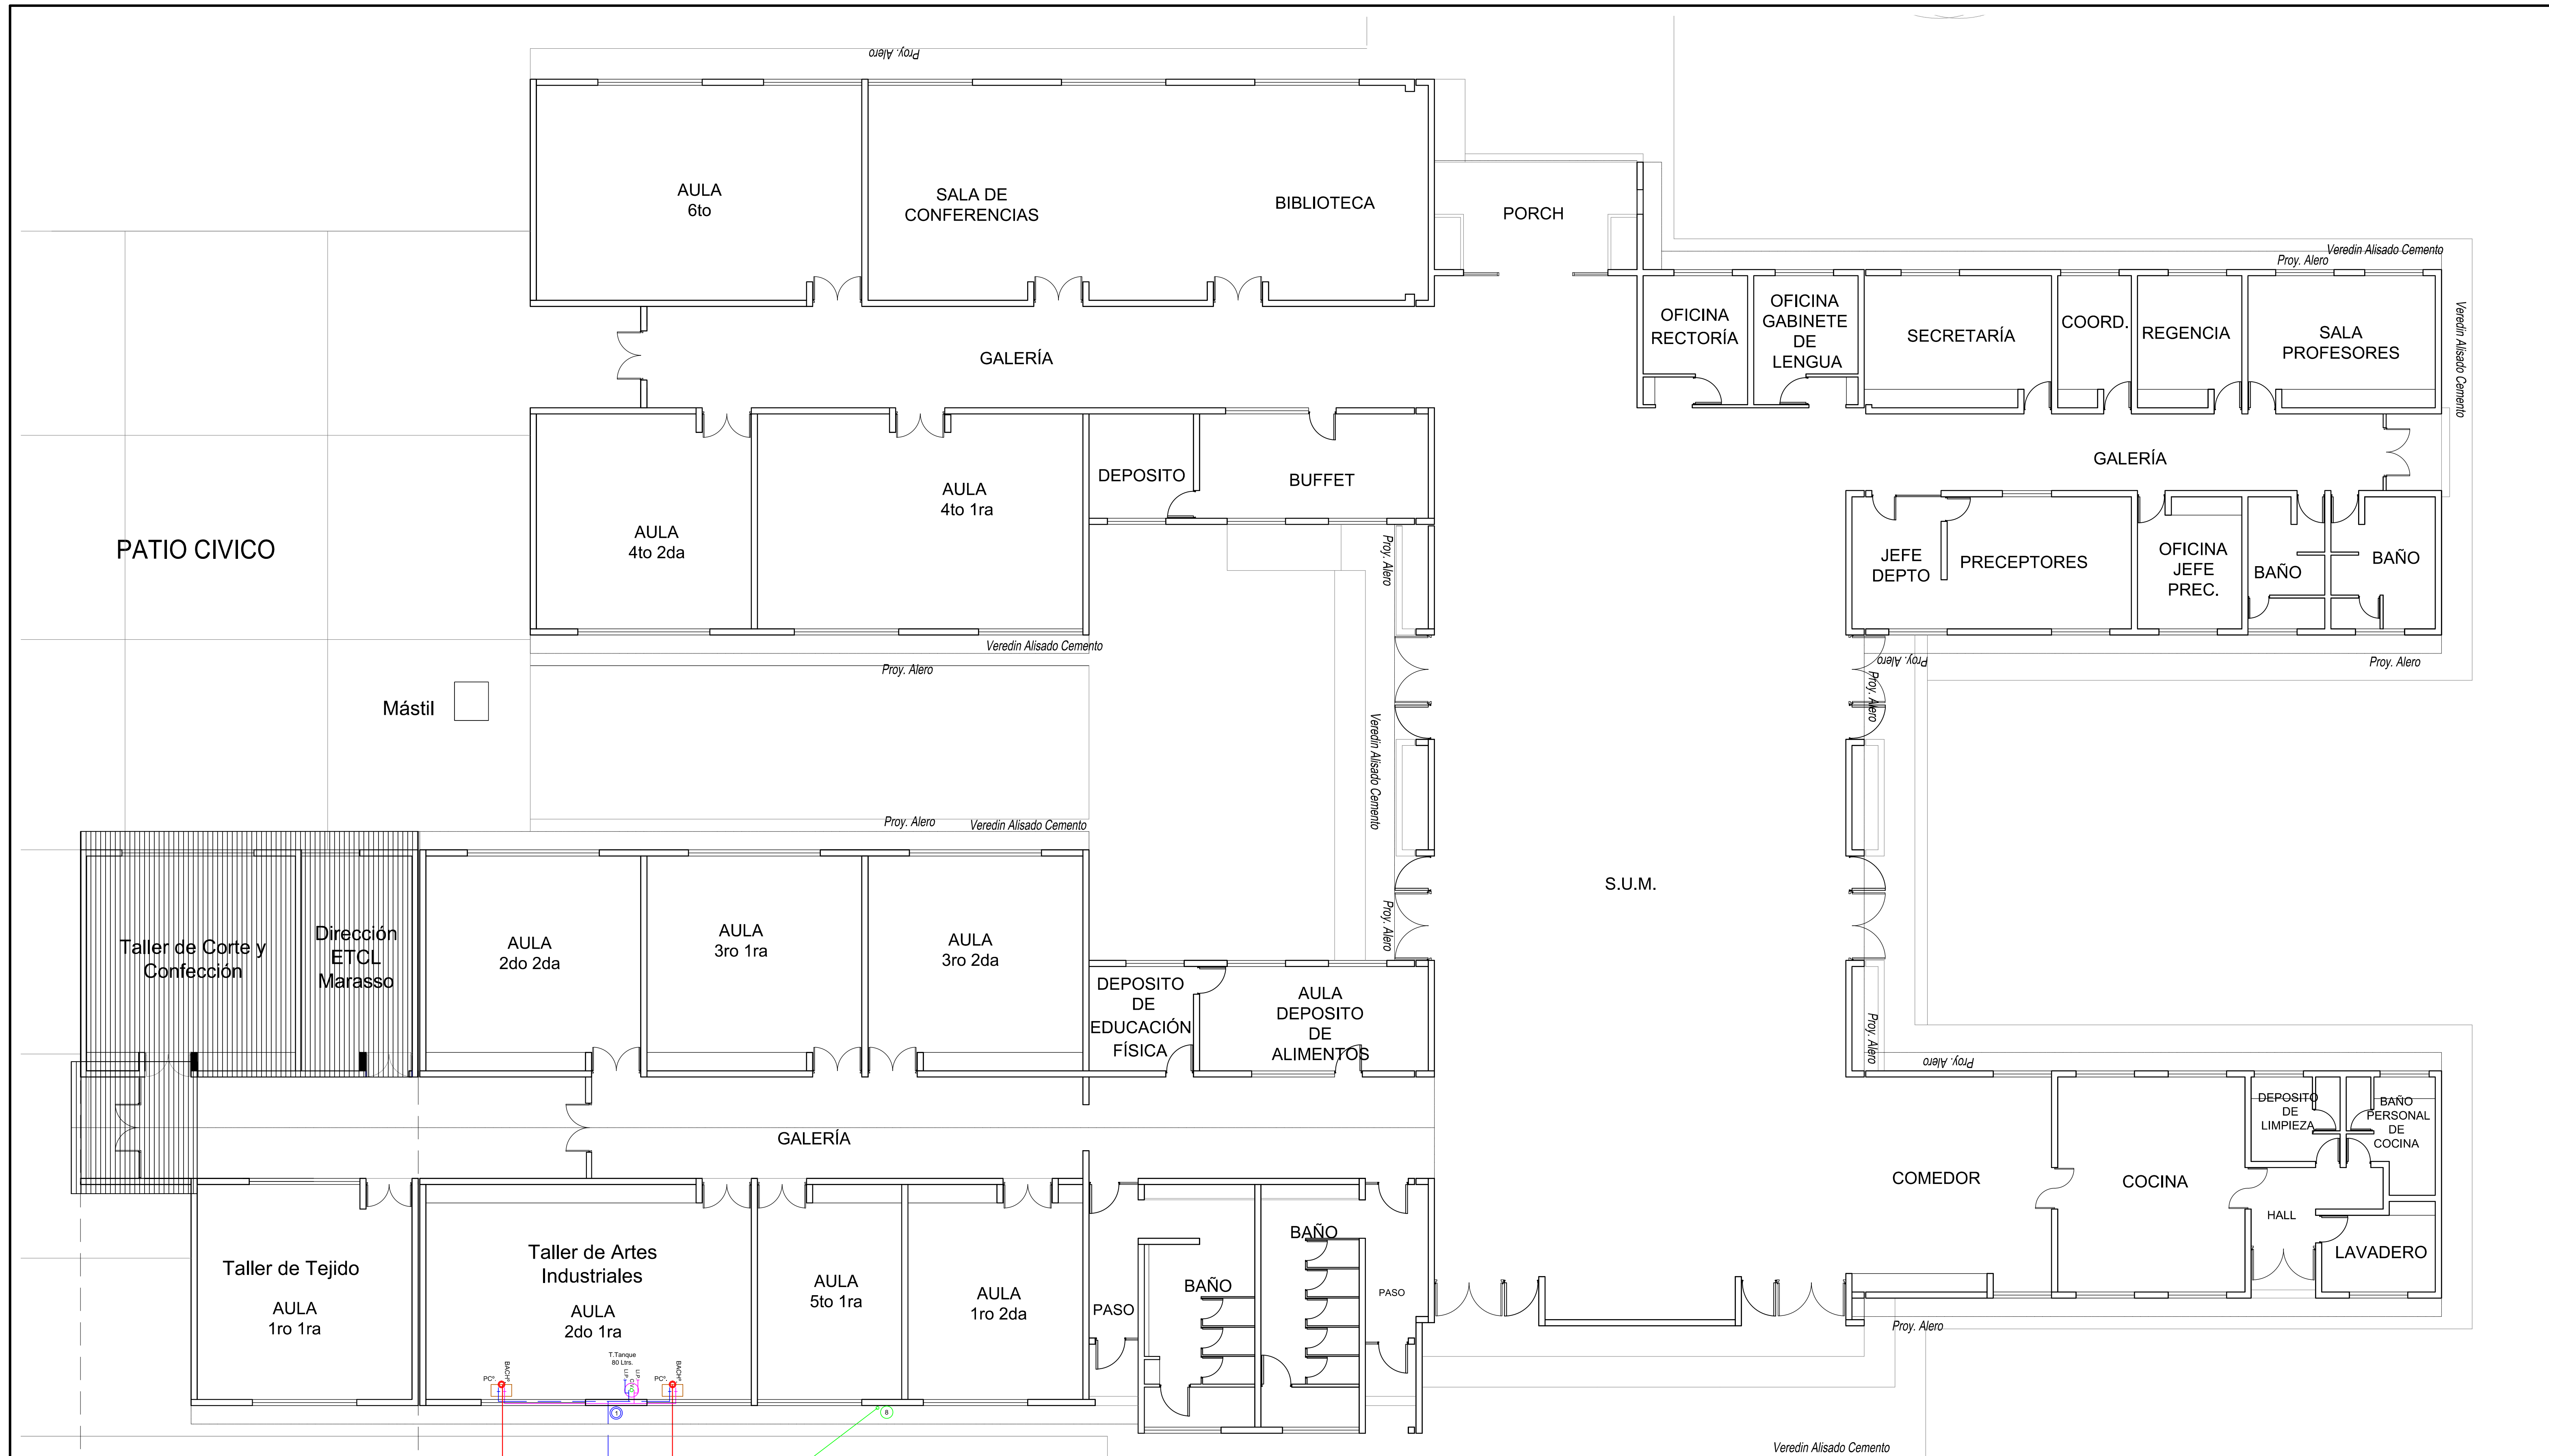 Proy. Alero
AULA
6to
SALA DE
CONFERENCIAS
BIBLIOTECA
PORCH
Veredin Alisado Cemento
Proy. Alero
OFICINA
RECTORÍA
OFICINA
GABINETE
DE
LENGUA
SECRETARÍA
COORD.
REGENCIA
SALA
PROFESORES
Veredin Alisado Cemento
GALERÍA
GALERÍA
PATIO CIVICO
AULA
4to 2da
AULA
4to 1ra
DEPOSITO
BUFFET
Proy. Alero
JEFE
DEPTO
PRECEPTORES
OFICINA
JEFE
PREC.
BAÑO
BAÑO
Veredin Alisado Cemento
Proy. Alero
Proy. Alero
Proy. Alero
Proy. Alero
Mástil
Veredin Alisado Cemento
Proy. Alero
Veredin Alisado Cemento
S.U.M.
Taller de Corte y
Confección
Dirección
ETCL
Marasso
AULA
2do 2da
AULA
3ro 1ra
AULA
3ro 2da
Proy. Alero
DEPOSITO
DE
EDUCACIÓN
FÍSICA
AULA
DEPOSITO
DE
ALIMENTOS
Proy. Alero
Proy. Alero
GALERÍA
DEPOSITO
DE
LIMPIEZA
BAÑO
PERSONAL
DE
COCINA
COMEDOR
COCINA
HALL
LAVADERO
Taller de Tejido
AULA
1ro 1ra
Taller de Artes
Industriales
AULA
2do 1ra
AULA
5to 1ra
AULA
1ro 2da
PASO
BAÑO
BAÑO
PASO
Proy. Alero
T.Tanque
80 Ltrs.
PCº.
BACHª
PCº.
BACHª
1
8
Veredin Alisado Cemento